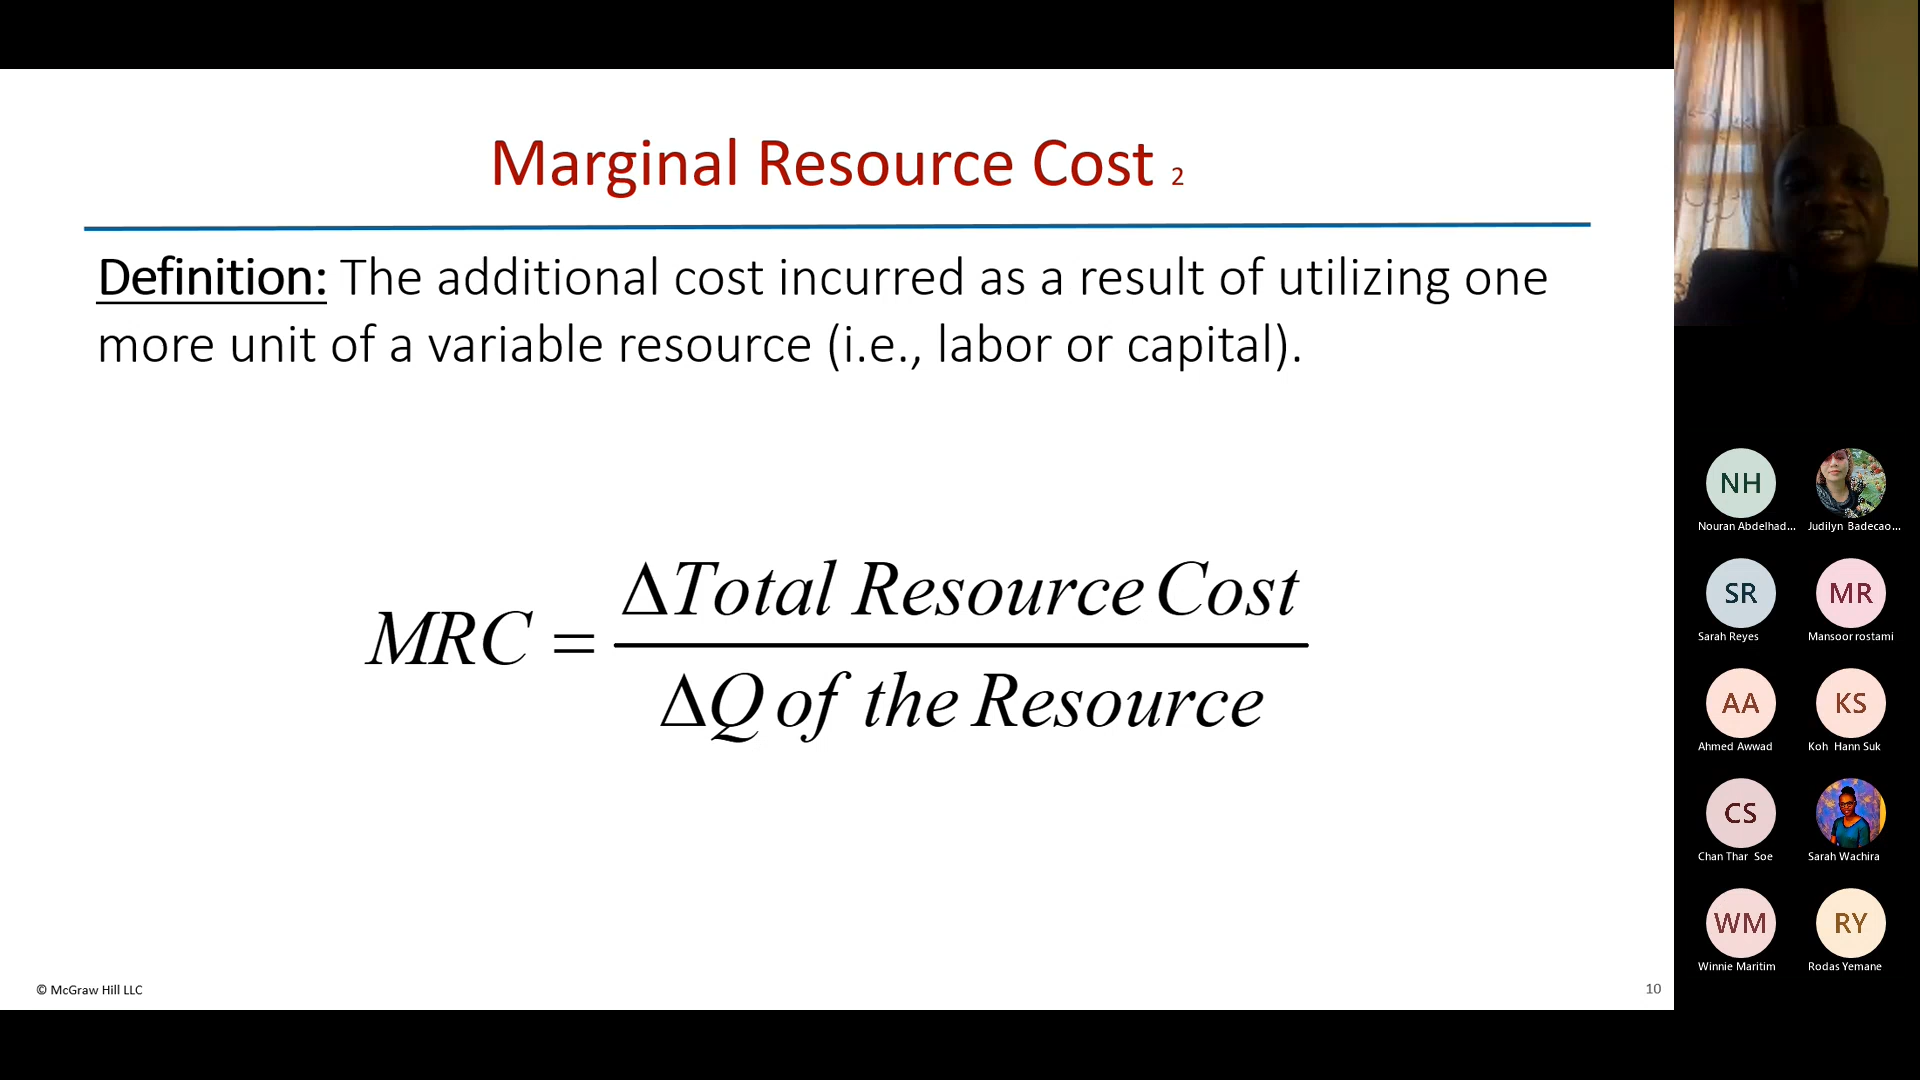 Marginal Resource Cost 2
Definition: The additional cost incurred as a result of utilizing one
more unit of a variable resource (i.e., labor or capital).
MRC = ΔTotal Resource Cost
ΔQ of the Resource
© McGraw Hill LLC
10
NH
Nouran Abdelhad...
Judilyn Badecao...
SR
Sarah Reyes
MR
Mansoor rostami
AA
Ahmed Awwad
KS
Koh Hann Suk
CS
Chan Thar Soe
Sarah Wachira
WM
Winnie Maritim
RY
Rodas Yemane